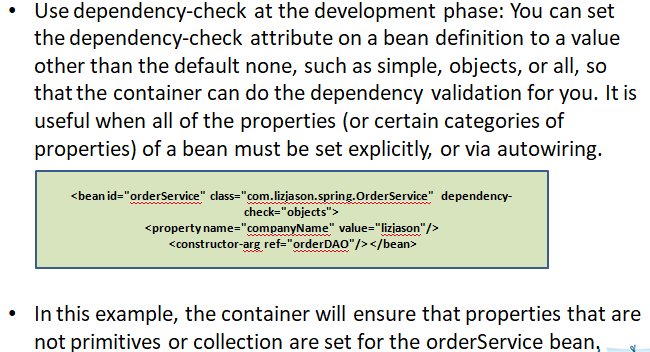 • Use dependency-check at the development phase: You can set
the dependency-check attribute on a bean definition to a value
other than the default none, such as simple, objects, or all, so
that the container can do the dependency validation for you. It is
useful when all of the properties (or certain categories of
properties) of a bean must be set explicitly, or via autowiring.
<bean id="orderService" class="com.lizjason.spring.OrderService" dependency-
check="objects">
<property name="companyName" value="lizjason"/>
<constructor-arg ref="orderDAO"/></bean>
• In this example, the container will ensure that properties that are
not primitives or collection are set for the orderService bean,